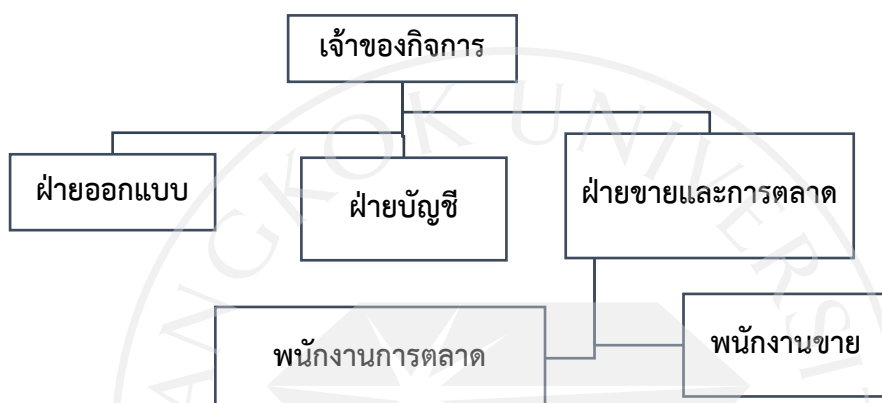 เจ้าของกิจการ
ฝ่ายออกแบบ
ฝ่ายบัญชี
ฝ่ายขายและการตลาด
พนักงานการตลาด
พนักงานขาย
ANGKOK UNIVERSIT